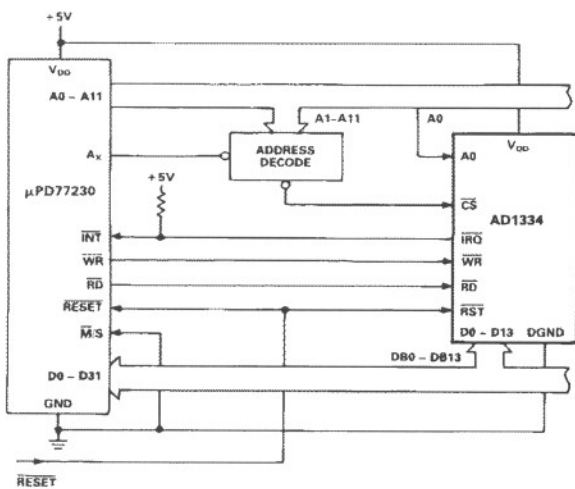 +5V
VDD
A0 – A11
AX
μPD77230
INT
WR
RD
RESET
M/S
D0 – D31
GND
RESET
A1–A11
A0
ADDRESS
DECODE
+5V
VDD
A0
CS
AD1334
IRQ
WR
RD
RST
D0 – D13 DGND
DB0 – DB13